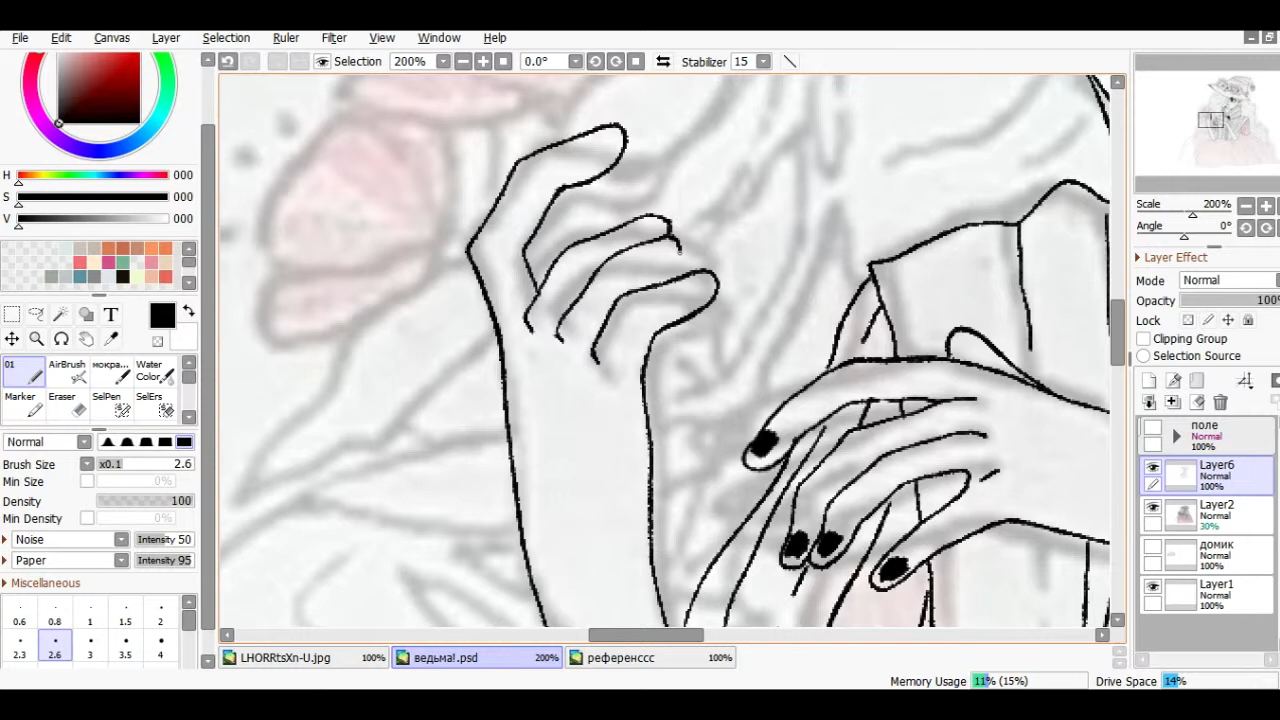 File Edit Canvas Layer Selection Ruler Filter View Window Help
Selection 200% 0.0° Stabilizer 15
H 000
S 000
V 000
Scale 200%
Angle 0°
Layer Effect
Mode Normal
Opacity 100%
Lock
Clipping Group
Selection Source
T
01 AirBrush мокра... Water Color
Marker Eraser SelPen SelErs
Normal
Brush Size x0.1 2.6
Min Size 0%
Density 100
Min Density 0%
Noise Intensity 50
Paper Intensity 95
Miscellaneous
0.6 0.8 1 1.5 2
2.3 2.6 3 3.5 4
поле
Normal
100%
Layer6
Normal
100%
Layer2
Normal
30%
домик
Normal
100%
Layer1
Normal
100%
LHORRtsXn-U.jpg 100% ведьма!.psd 200% референссс 100%
Memory Usage 11% (15%) Drive Space 14%